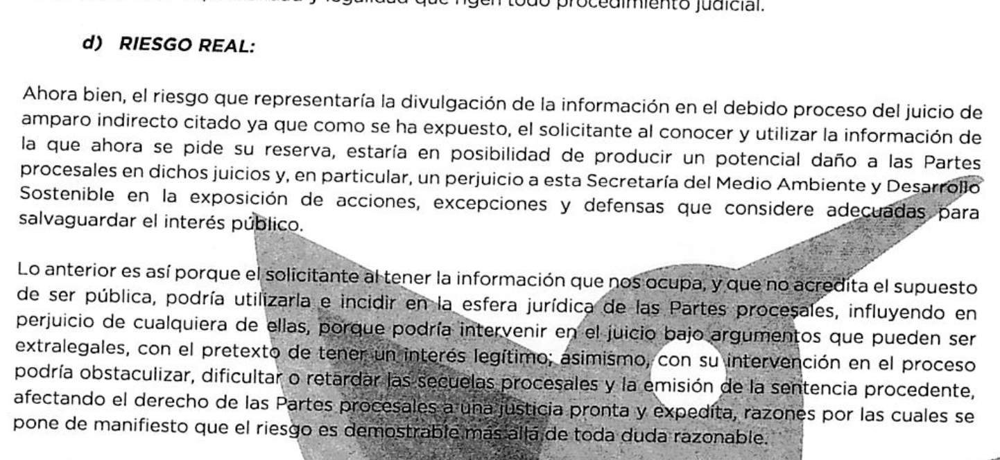 y legalidad que rigen todo procedimiento judicial.
d) RIESGO REAL:
Ahora bien, el riesgo que representaría la divulgación de la información en el debido proceso del juicio de
amparo indirecto citado ya que como se ha expuesto, el solicitante al conocer y utilizar la información de
la que ahora se pide su reserva, estaría en posibilidad de producir un potencial daño a las Partes
procesales en dichos juicios y, en particular, un perjuicio a esta Secretaría del Medio Ambiente y Desarrollo
Sostenible en la exposición de acciones, excepciones y defensas que considere adecuadas para
salvaguardar el interés público.
Lo anterior es así porque el solicitante al tener la información que nos ocupa, y que no acredita el supuesto
de ser pública, podría utilizarla e incidir en la esfera jurídica de las Partes procesales, influyendo en
perjuicio de cualquiera de ellas, porque podría intervenir en el juicio bajo argumentos que pueden ser
extralegales, con el pretexto de tener un interés legítimo; asimismo, con su intervención en el proceso
podría obstaculizar, dificultar o retardar las secuelas procesales y la emisión de la sentencia procedente,
afectando el derecho de las Partes procesales a una justicia pronta y expedita, razones por las cuales se
pone de manifiesto que el riesgo es demostrable más allá de toda duda razonable.